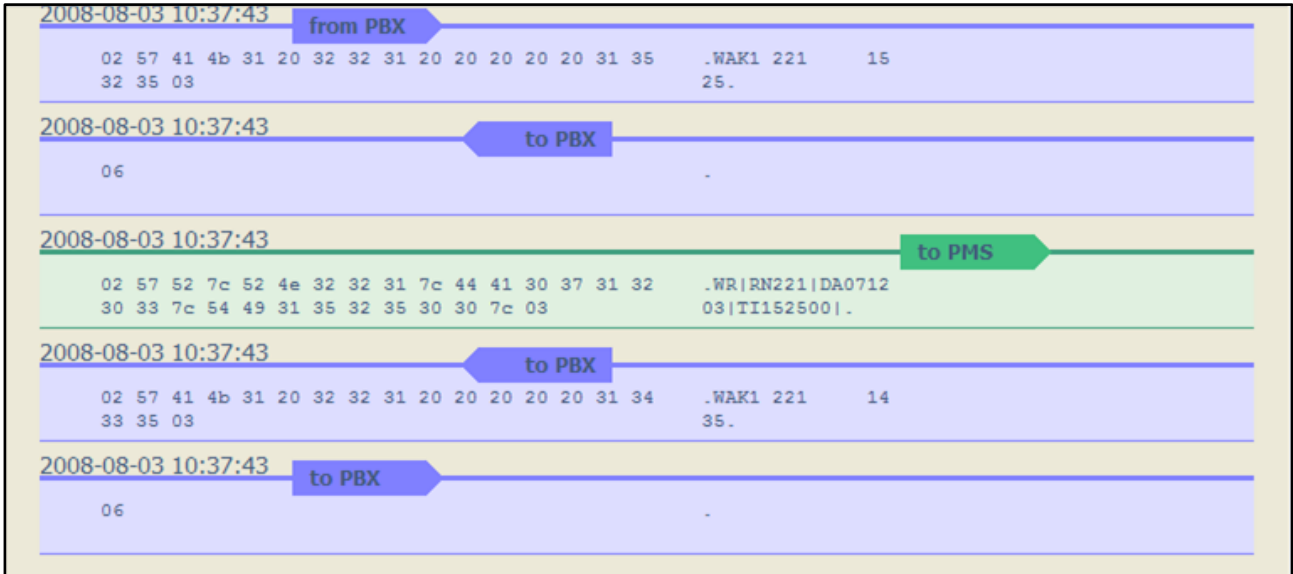 2008-08-03 10:37:43 from PBX
02 57 41 4b 31 20 32 32 31 20 20 20 20 20 31 35 .WAK1 221     15
32 35 03 25.
2008-08-03 10:37:43 to PBX
06 .
2008-08-03 10:37:43 to PMS
02 57 52 7c 52 4e 32 32 31 7c 44 41 30 37 31 32 .WR|RN221|DA0712
30 33 7c 54 49 31 35 32 35 30 30 7c 03 03|TI152500|.
2008-08-03 10:37:43 to PBX
02 57 41 4b 31 20 32 32 31 20 20 20 20 20 31 34 .WAK1 221     14
33 35 03 35.
2008-08-03 10:37:43 to PBX
06 .